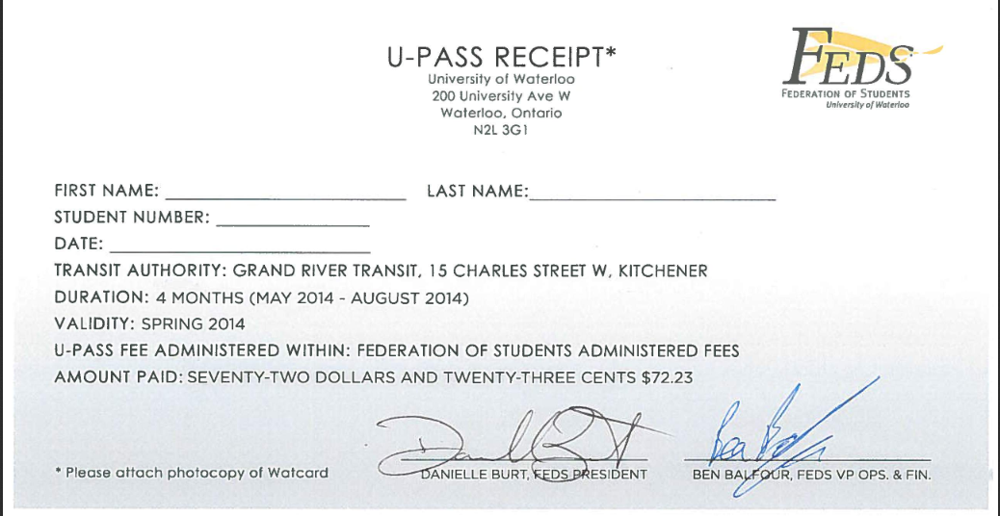 U-PASS RECEIPT*
University of Waterloo
200 University Ave W
Waterloo, Ontario
N2L 3G1
FEDS
FEDERATION OF STUDENTS
University of Waterloo
FIRST NAME: LAST NAME:
STUDENT NUMBER:
DATE:
TRANSIT AUTHORITY: GRAND RIVER TRANSIT, 15 CHARLES STREET W, KITCHENER
DURATION: 4 MONTHS (MAY 2014 - AUGUST 2014)
VALIDITY: SPRING 2014
U-PASS FEE ADMINISTERED WITHIN: FEDERATION OF STUDENTS ADMINISTERED FEES
AMOUNT PAID: SEVENTY-TWO DOLLARS AND TWENTY-THREE CENTS $72.23
* Please attach photocopy of Watcard
DANIELLE BURT, FEDS PRESIDENT
BEN BALFOUR, FEDS VP OPS. & FIN.